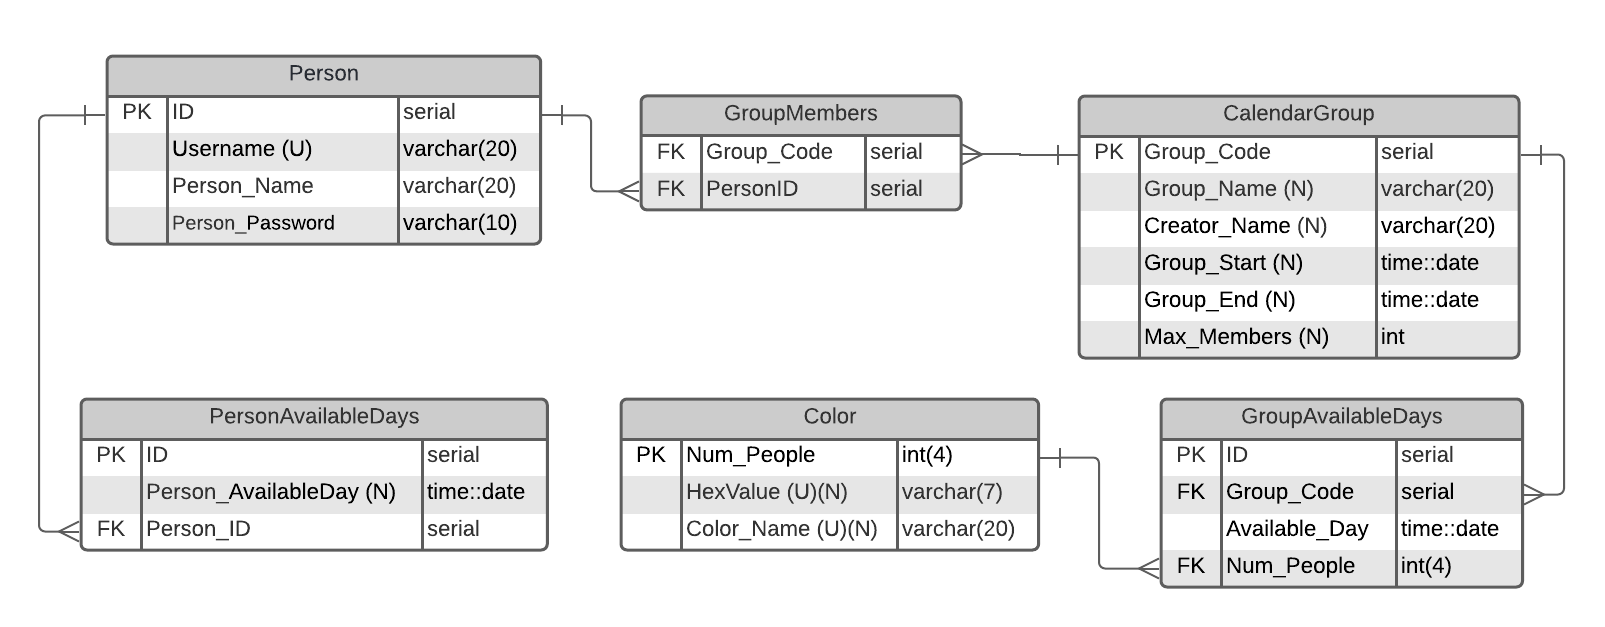 Person
PK ID serial
Username (U) varchar(20)
Person_Name varchar(20)
Person_Password varchar(10)
GroupMembers
FK Group_Code serial
FK PersonID serial
CalendarGroup
PK Group_Code serial
Group_Name (N) varchar(20)
Creator_Name (N) varchar(20)
Group_Start (N) time::date
Group_End (N) time::date
Max_Members (N) int
PersonAvailableDays
PK ID serial
Person_AvailableDay (N) time::date
FK Person_ID serial
Color
PK Num_People int(4)
HexValue (U)(N) varchar(7)
Color_Name (U)(N) varchar(20)
GroupAvailableDays
PK ID serial
FK Group_Code serial
Available_Day time::date
FK Num_People int(4)